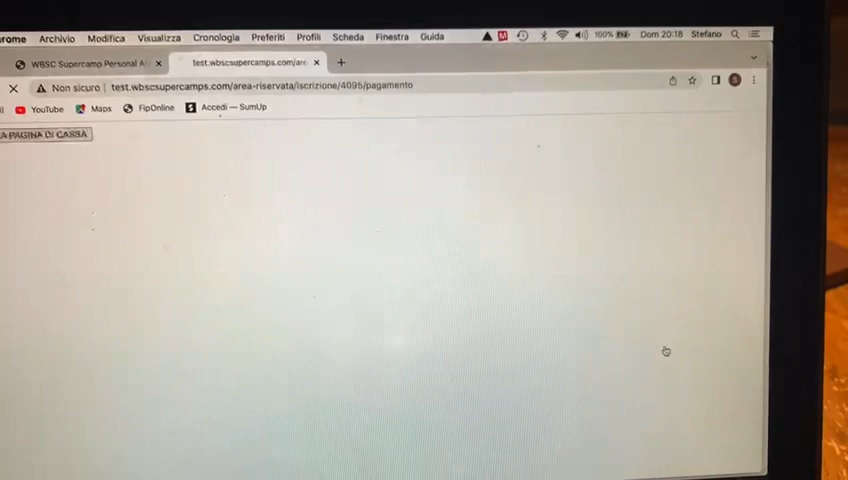 Archivio Modifica Visualizza Cronologia Preferiti Profili Scheda Finestra Guida 100% Dom 20:18 Stefano
WBSC Supercamp Personal test.wbscsupercamps.com/are
Non sicuro test.wbscsupercamps.com/area-riservata/iscrizione/4095/pagamento
YouTube Maps FipOnline Accedi — SumUp
PAGINA DI CASSA